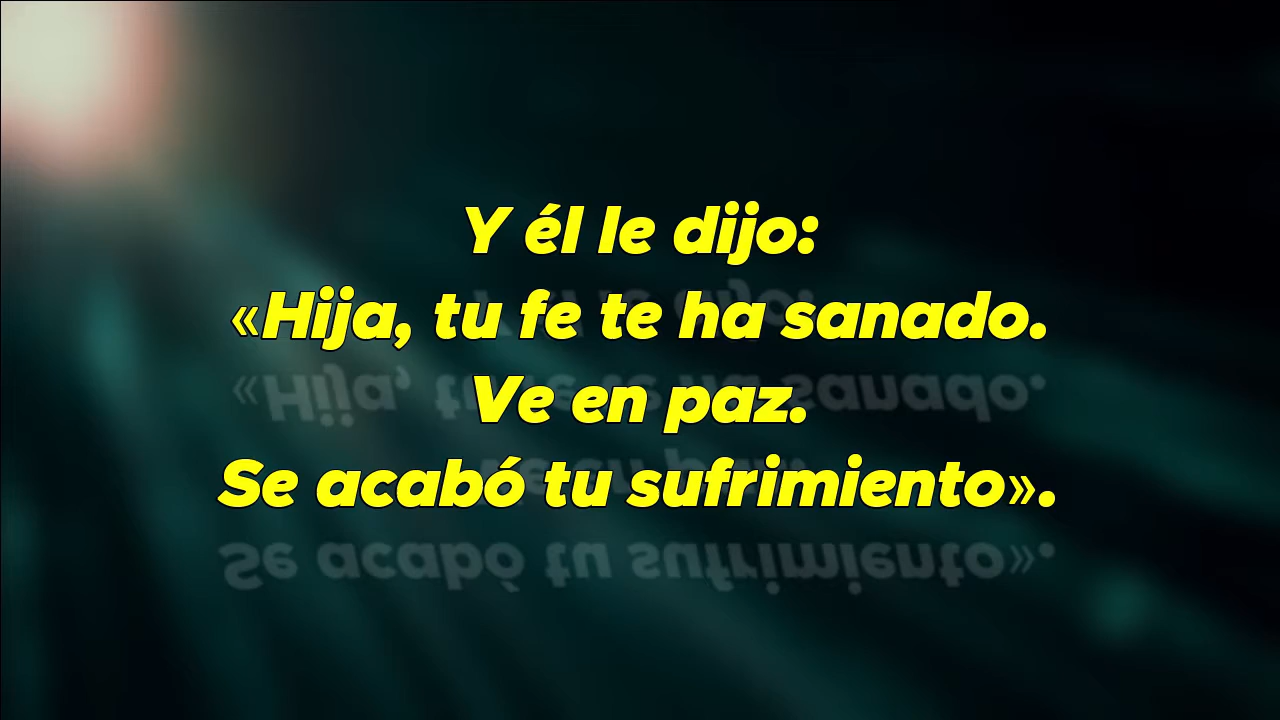 Y él le dijo:
«Hija, tu fe te ha sanado.
Ve en paz.
Se acabó tu sufrimiento».